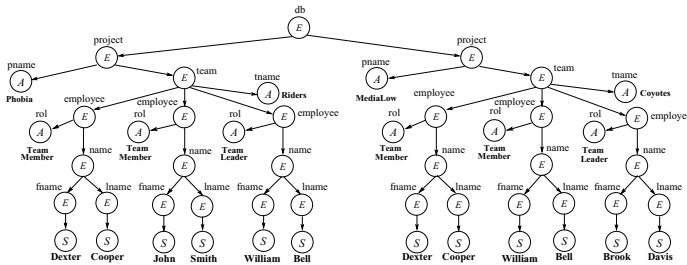 db
E
project project
E E
pname team pname team
A E tname A E tname
Phobia A Riders MediaLow A Coyotes
employee employee employee employee employee employe
rol E rol E rol E rol E rol E rol E
A A A A A A
Team Member Team Member Team Leader Team Member Team Member Team Leader
name name name name name name
E E E E E E
fname lname fname lname fname lname fname lname fname lname fname lname
E E E E E E E E E E E E
S S S S S S S S S S S S
Dexter Cooper John Smith William Bell Dexter Cooper William Bell Brook Davis